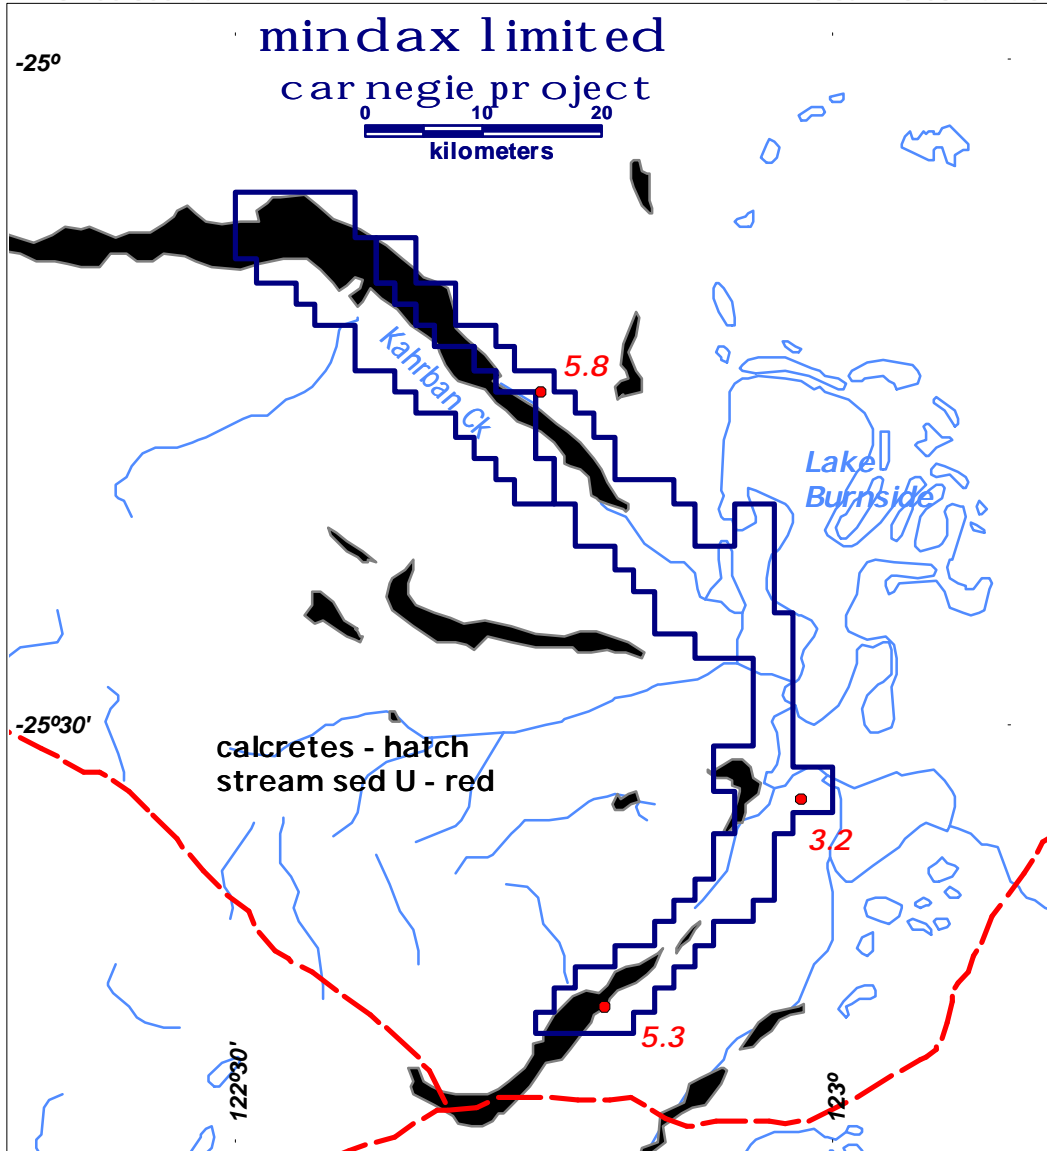 mindax limited
carnegie project
-25º
0 10 20
kilometers
5.8
Kahrban Ck
Lake
Burnside
-25º30'
calcretes - hatch
stream sed U - red
3.2
5.3
122º30'
123º